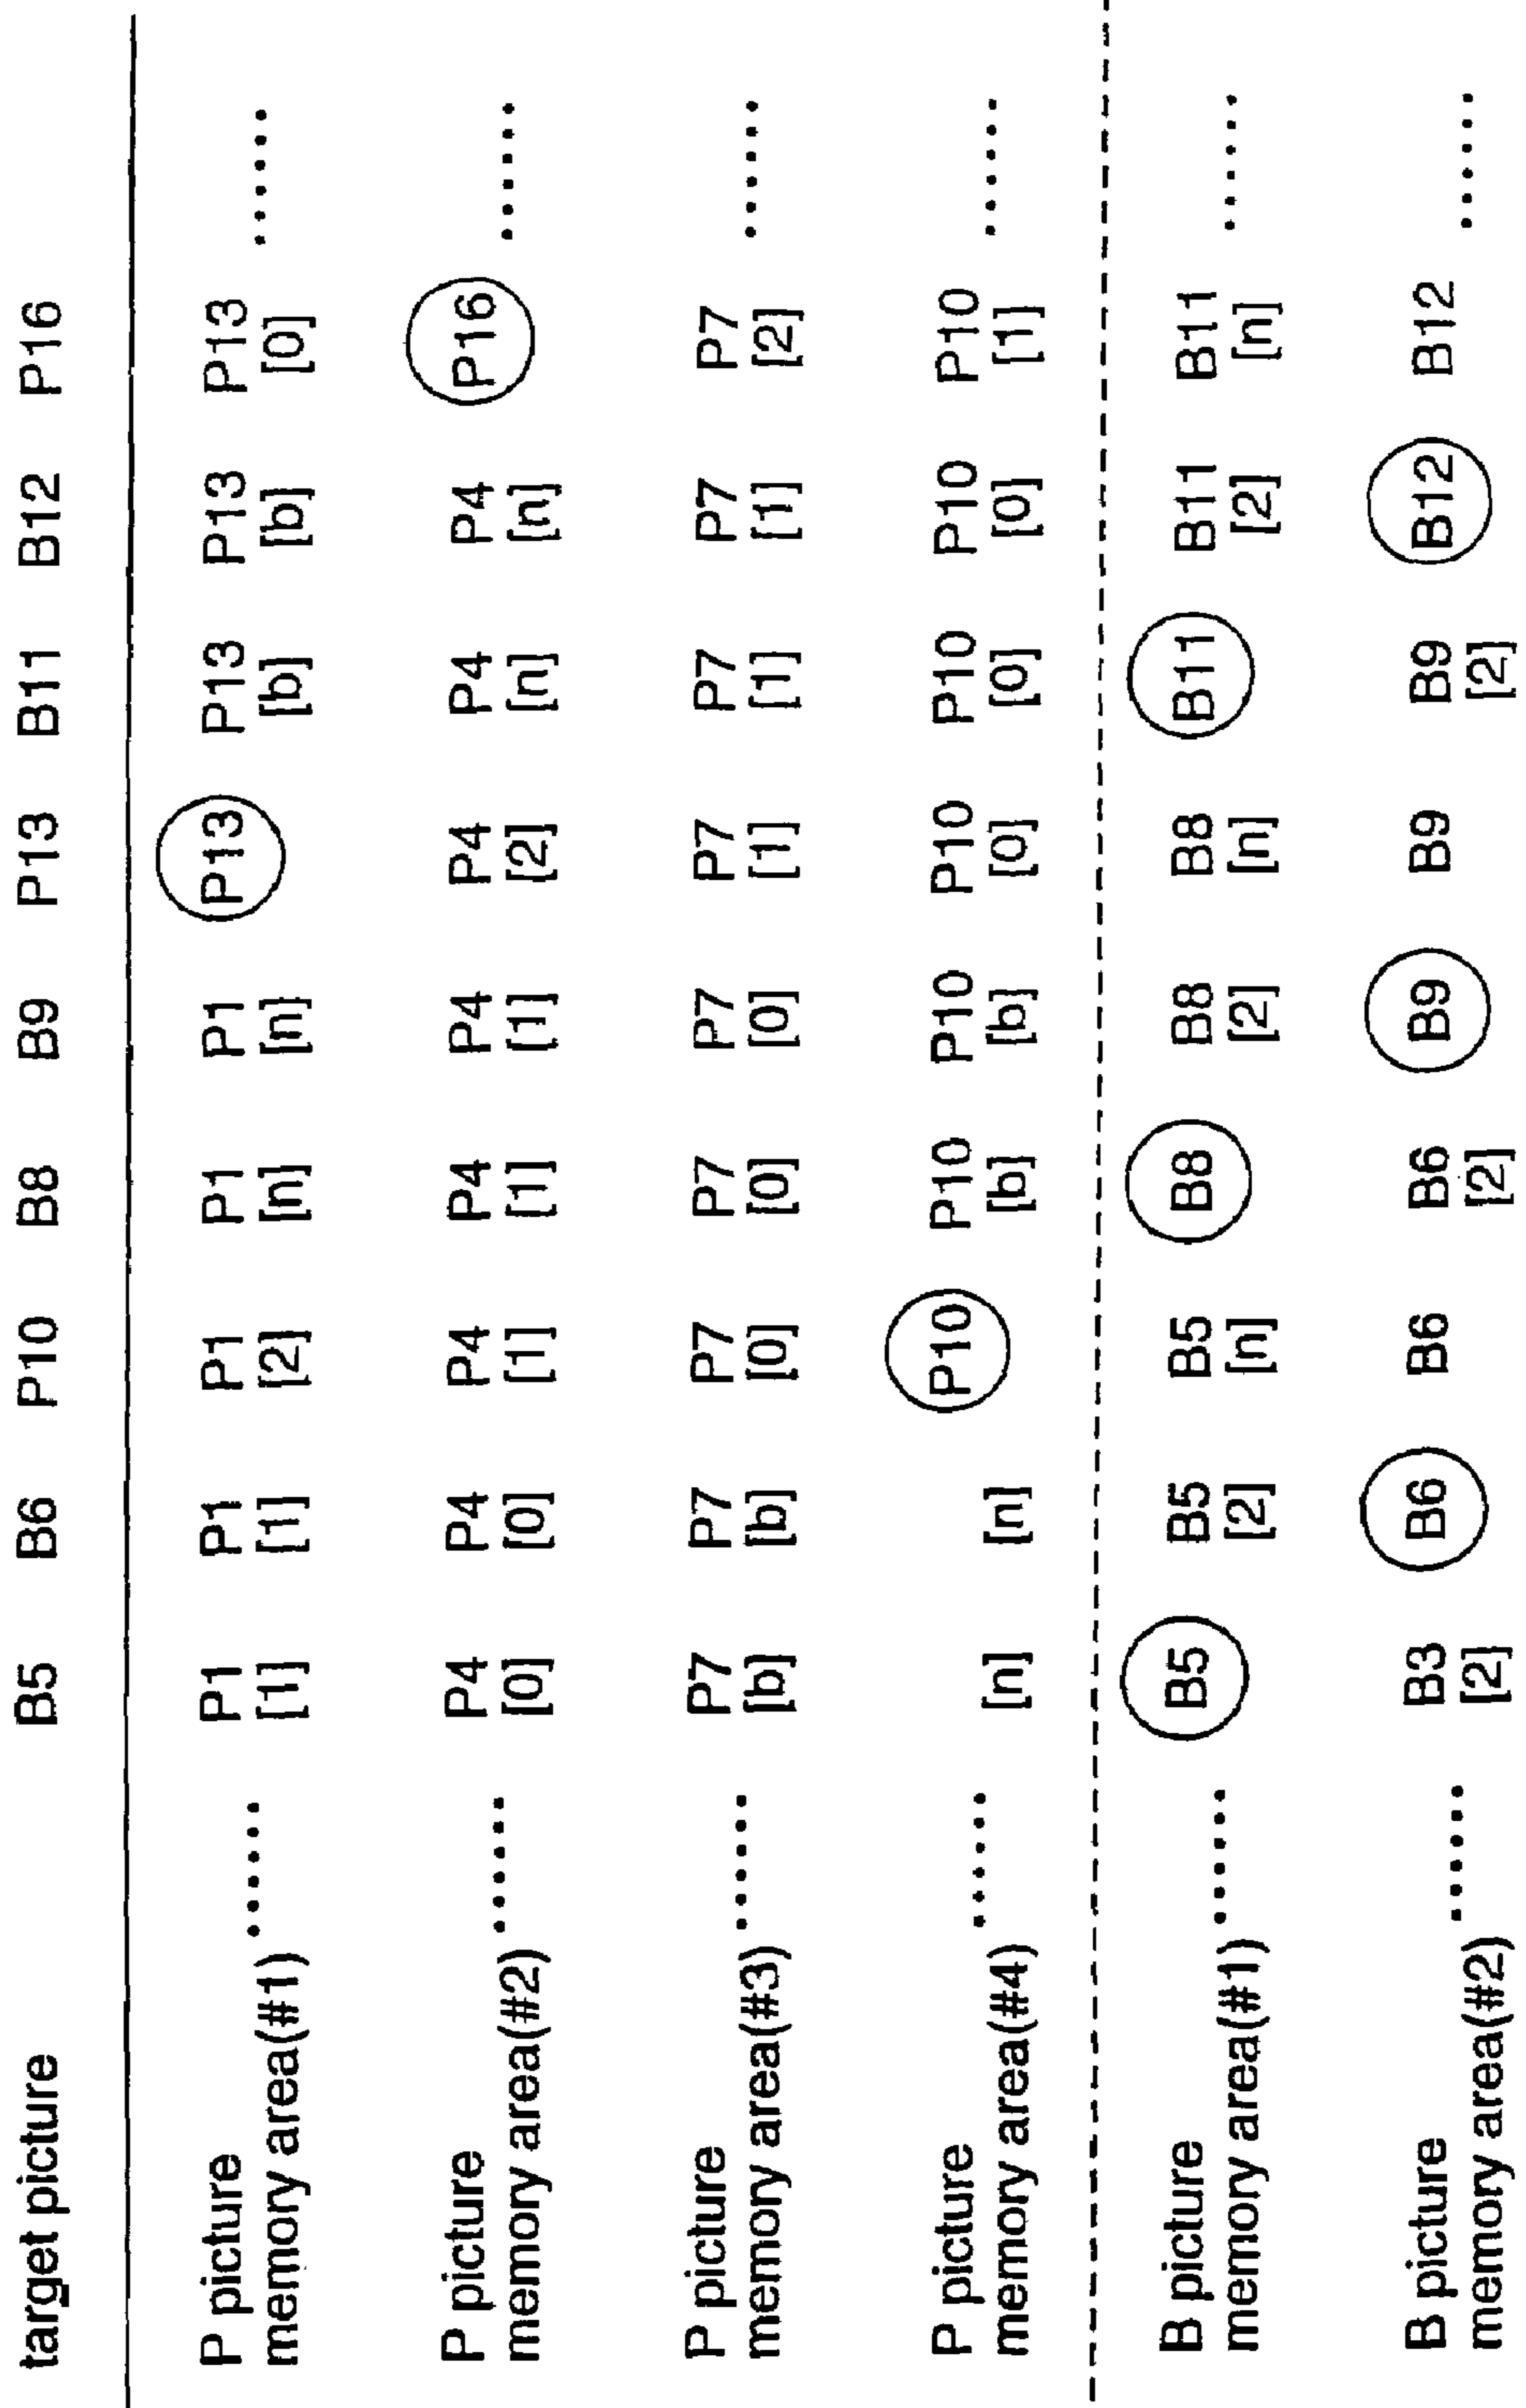 target picture B5 B6 P10 B8 B9 P13 B11 B12 P16
P picture P1 P1 P1 P1 P1 P13 P13 P13 P13
memory area(#1) ...... [1] [1] [2] [n] [n] [b] [b] [0] ......
P picture P4 P4 P4 P4 P4 P4 P4 P4 P16
memory area(#2) ...... [0] [0] [1] [1] [1] [2] [n] [n] ......
P picture P7 P7 P7 P7 P7 P7 P7 P7 P7
memory area(#3) ...... [b] [b] [0] [0] [0] [1] [1] [1] [2] ......
P picture P10 P10 P10 P10 P10 P10 P10
memory area(#4) ...... [n] [n] [b] [b] [0] [0] [0] [1] ......
B picture B5 B5 B5 B8 B8 B8 B11 B11 B11
memory area(#1) ...... [2] [n] [2] [n] [2] [n] ......
B picture B3 B6 B6 B6 B9 B9 B9 B12 B12
memory area(#2) ...... [2] [2] [2] ......